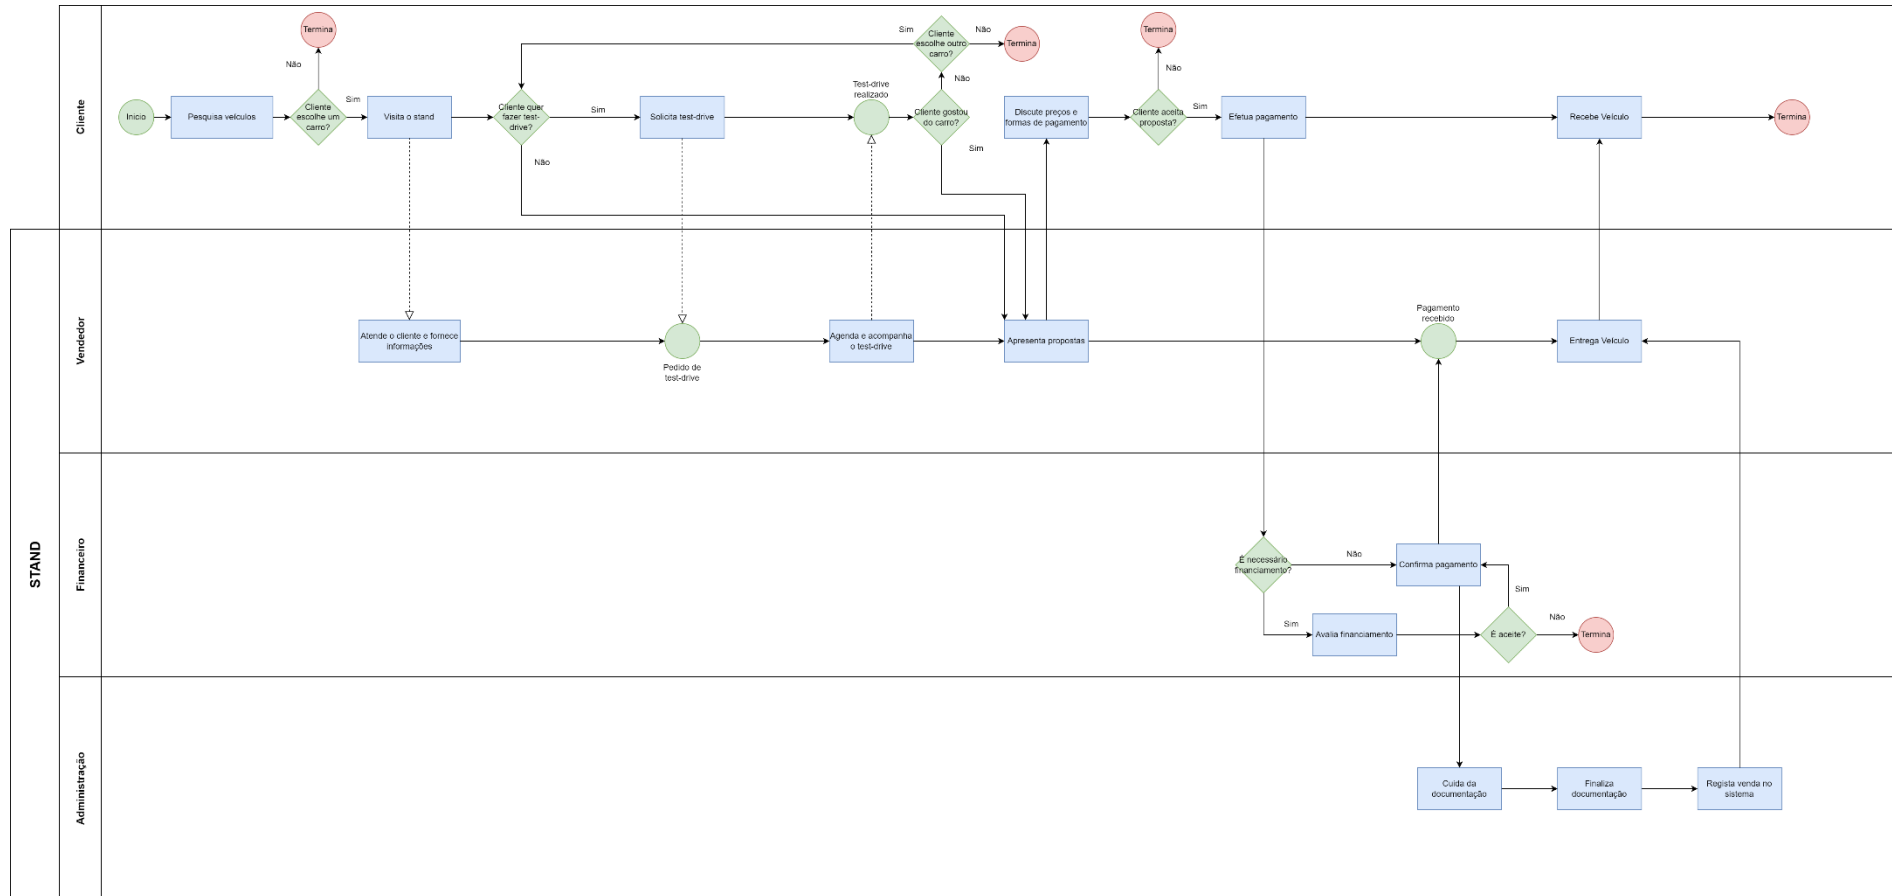 Termina
Cliente
escolhe outro
carro?
Sim
Não
Termina
Termina
Não
Não
Não
Test-drive
realizado
Cliente
Inicio
Pesquisa veículos
Cliente
escolhe um
carro?
Sim
Visita o stand
Cliente quer
fazer test-
drive?
Sim
Solicita test-drive
Cliente gostou
do carro?
Discute preços e
formas de pagamento
Cliente aceita
proposta?
Sim
Efetua pagamento
Recebe Veículo
Termina
Não
Sim
STAND
Vendedor
Atende o cliente e fornece
informações
Pedido de
test-drive
Agenda e acompanha
o test-drive
Apresenta propostas
Pagamento
recebido
Entrega Veículo
Financeiro
É necessário
financiamento?
Não
Confirma pagamento
Sim
Sim
Avalia financiamento
É aceite?
Não
Termina
Administração
Cuida da
documentação
Finaliza
documentação
Regista venda no
sistema